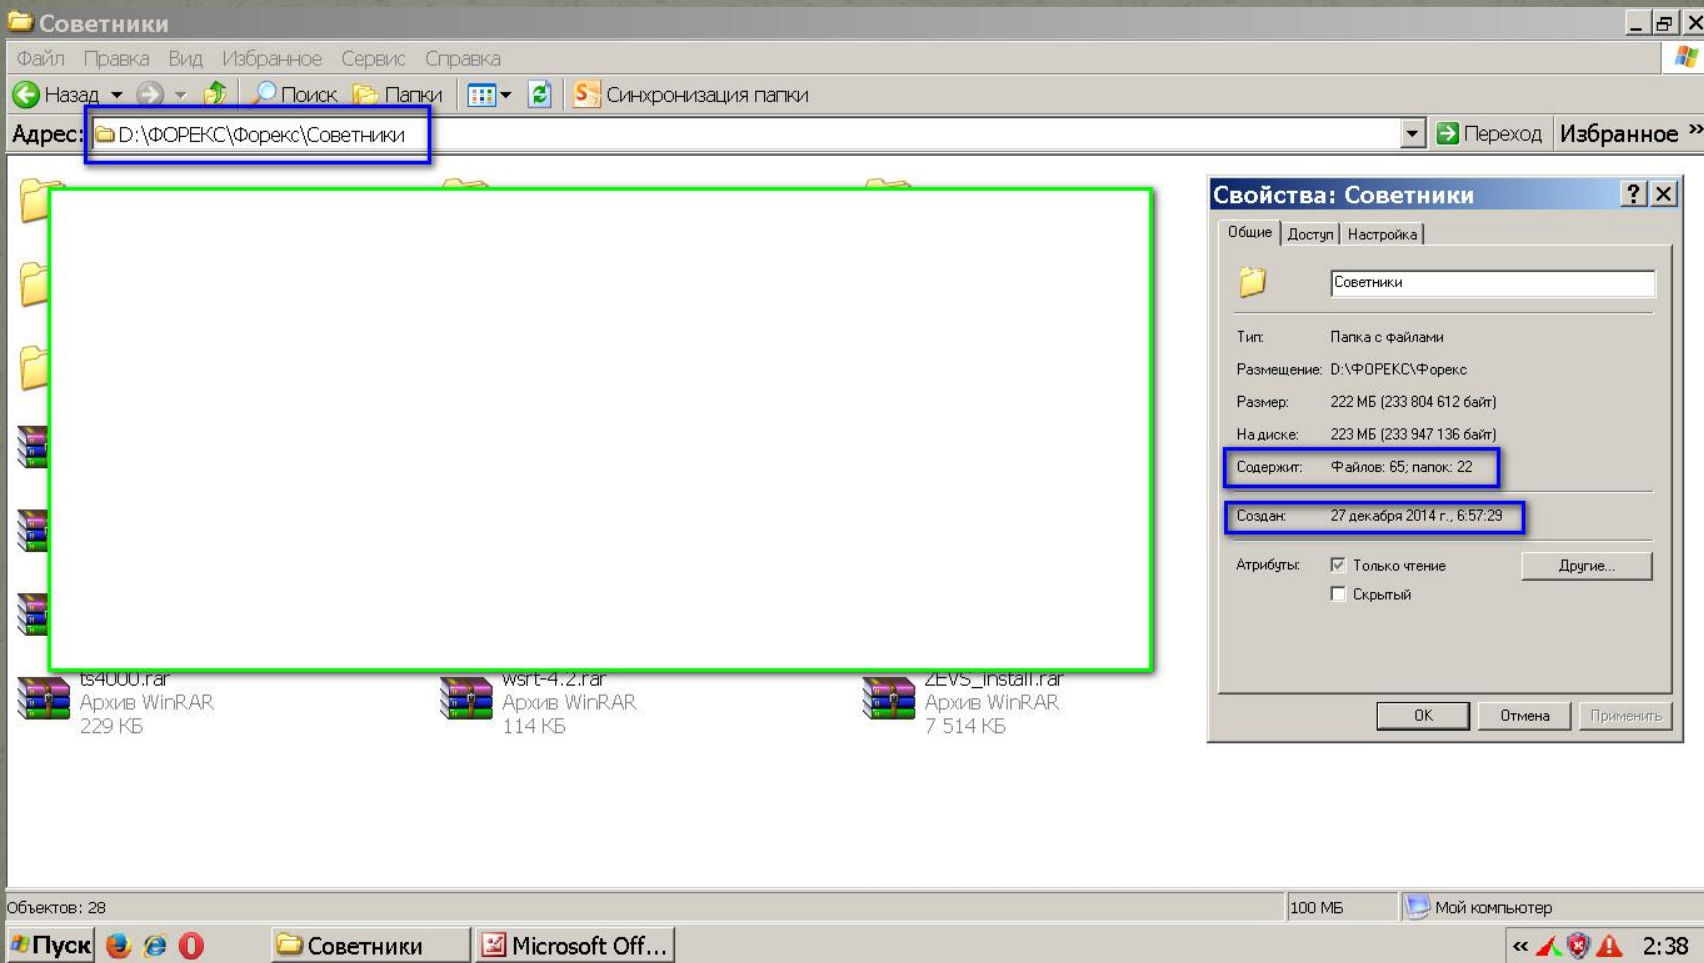 Советники
Файл Правка Вид Избранное Сервис Справка
Назад Поиск Папки Синхронизация папки
Адрес: D:\ФОРЕКС\Форекс\Советники Переход Избранное »
ts4000.rar
Архив WinRAR
229 КБ
wsrt-4.2.rar
Архив WinRAR
114 КБ
ZEVS_install.rar
Архив WinRAR
7 514 КБ
Свойства: Советники
Общие Доступ Настройка
Советники
Тип: Папка с файлами
Размещение: D:\ФОРЕКС\Форекс
Размер: 222 МБ (233 804 612 байт)
На диске: 223 МБ (233 947 136 байт)
Содержит: Файлов: 65; папок: 22
Создан: 27 декабря 2014 г., 6:57:29
Атрибуты: Только чтение Другие...
Скрытый
OK Отмена Применить
Объектов: 28 100 МБ Мой компьютер
Пуск Советники Microsoft Off... « 2:38